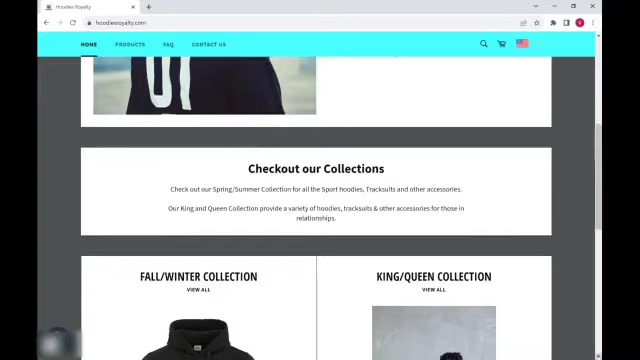 Hoodies Royalty
hoodiesroyalty.com
HOME PRODUCTS FAQ CONTACT US
01
Checkout our Collections
Check out our Spring/Summer Collection for all the Sport hoodies, Tracksuits and other accessories.
Our King and Queen Collection provide a variety of hoodies, tracksuits & other accessories for those in
relationships.
FALL/WINTER COLLECTION
VIEW ALL
KING/QUEEN COLLECTION
VIEW ALL